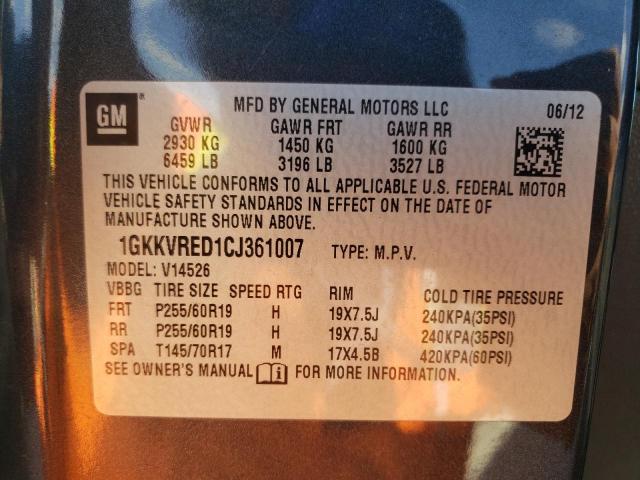 GM ®
MFD BY GENERAL MOTORS LLC 06/12
GVWR GAWR FRT GAWR RR
2930 KG 1450 KG 1600 KG
6459 LB 3196 LB 3527 LB
THIS VEHICLE CONFORMS TO ALL APPLICABLE U.S. FEDERAL MOTOR
VEHICLE SAFETY STANDARDS IN EFFECT ON THE DATE OF
MANUFACTURE SHOWN ABOVE.
1GKKVRED1CJ361007 TYPE: M.P.V.
MODEL: V14526
VBBG TIRE SIZE SPEED RTG RIM COLD TIRE PRESSURE
FRT P255/60R19 H 19X7.5J 240KPA(35PSI)
RR P255/60R19 H 19X7.5J 240KPA(35PSI)
SPA T145/70R17 M 17X4.5B 420KPA(60PSI)
SEE OWNER'S MANUAL i FOR MORE INFORMATION.